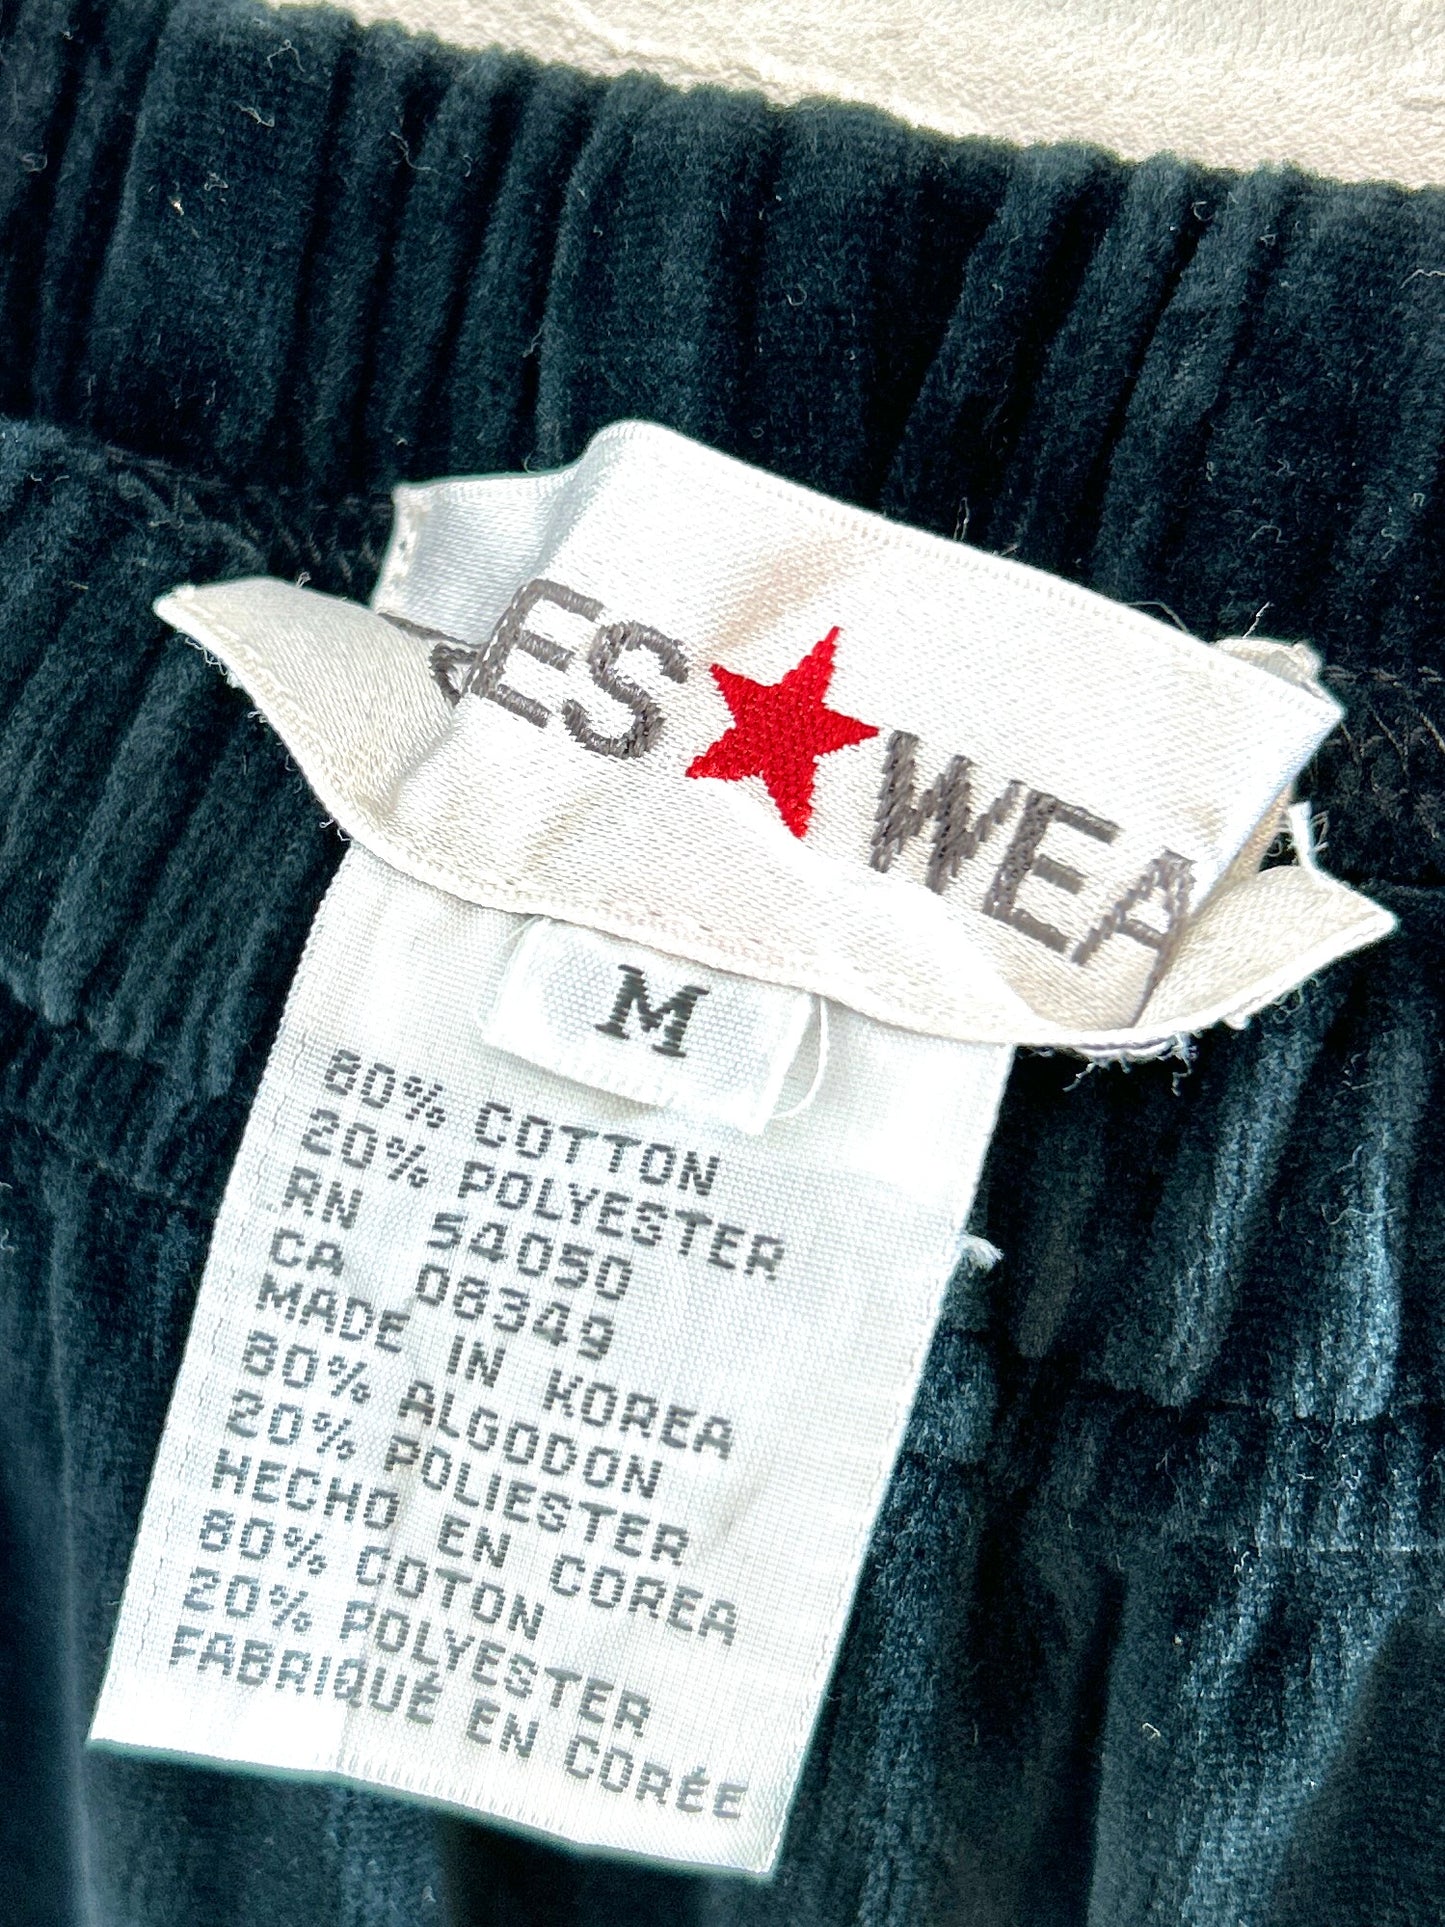 ES★WEA
M
80% COTTON
20% POLYESTER
RN 54050
CA 08349
MADE IN KOREA
80% ALGODON
20% POLIESTER
HECHO EN COREA
80% COTON
20% POLYESTER
FABRIQUÉ EN CORÉE